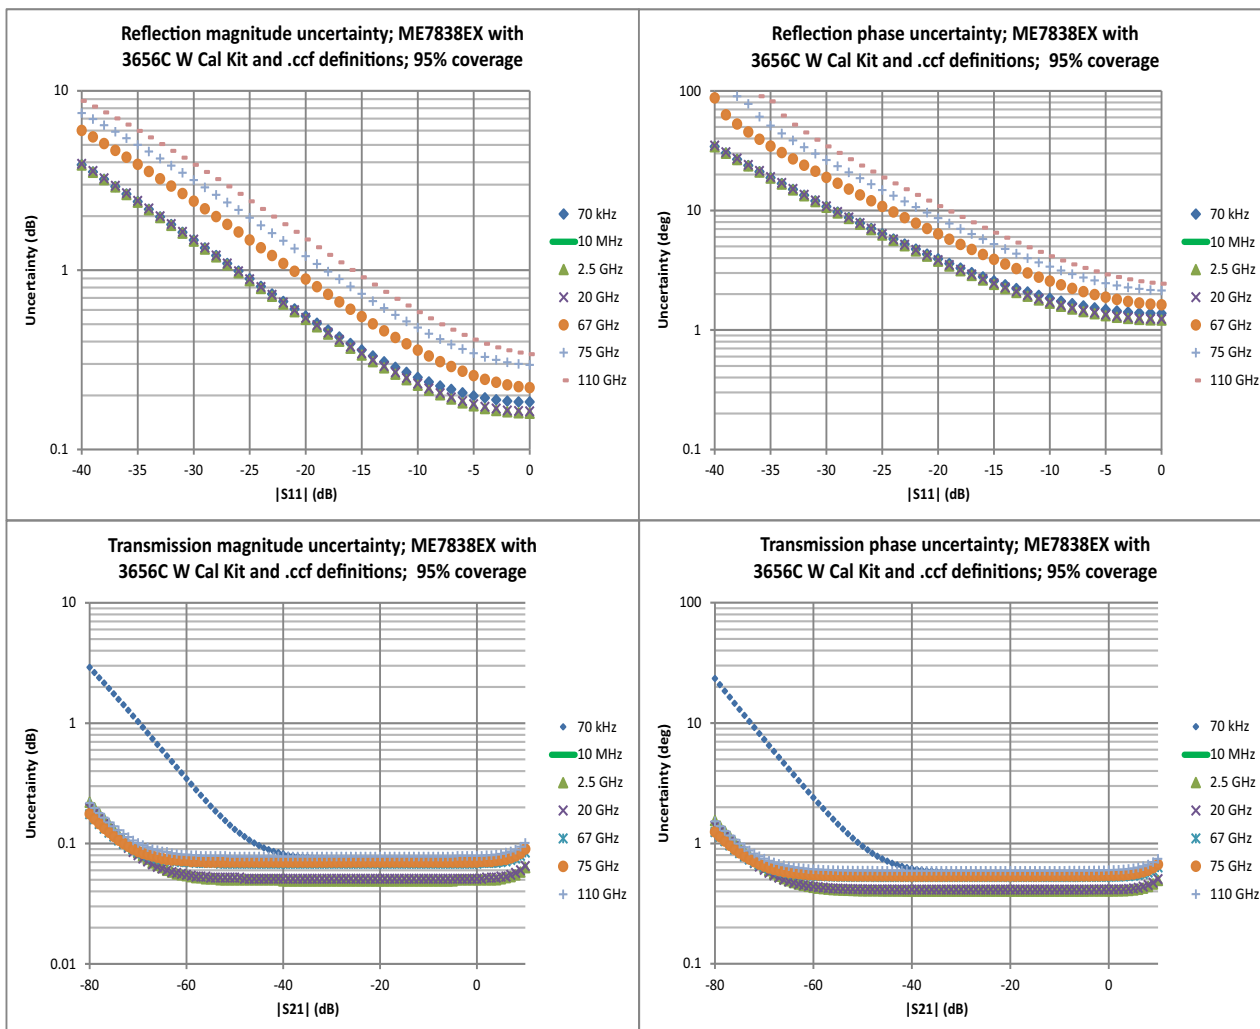 Reflection magnitude uncertainty; ME7838EX with
3656C W Cal Kit and .ccf definitions; 95% coverage
Uncertainty (dB)
10
1
0.1
-40 -35 -30 -25 -20 -15 -10 -5 0
|S11| (dB)
70 kHz
10 MHz
2.5 GHz
20 GHz
67 GHz
75 GHz
110 GHz
Reflection phase uncertainty; ME7838EX with
3656C W Cal Kit and .ccf definitions;  95% coverage
Uncertainty (deg)
100
10
1
0.1
-40 -35 -30 -25 -20 -15 -10 -5 0
|S11| (dB)
70 kHz
10 MHz
2.5 GHz
20 GHz
67 GHz
75 GHz
110 GHz
Transmission magnitude uncertainty; ME7838EX with
3656C W Cal Kit and .ccf definitions;  95% coverage
Uncertainty (dB)
10
1
0.1
0.01
-80 -60 -40 -20 0
|S21| (dB)
70 kHz
10 MHz
2.5 GHz
20 GHz
67 GHz
75 GHz
110 GHz
Transmission phase uncertainty; ME7838EX with
3656C W Cal Kit and .ccf definitions; 95% coverage
Uncertainty (deg)
100
10
1
0.1
-80 -60 -40 -20 0
|S21| (dB)
70 kHz
10 MHz
2.5 GHz
20 GHz
67 GHz
75 GHz
110 GHz